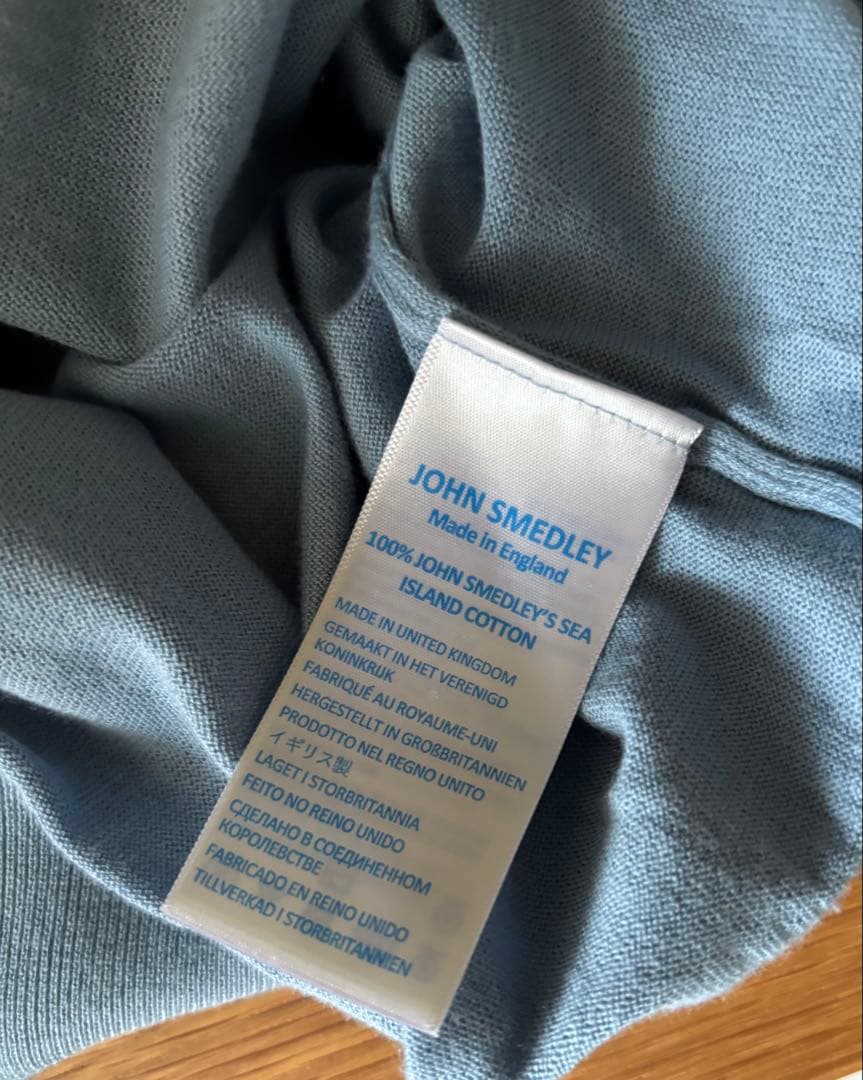 JOHN SMEDLEY
Made in England
100% JOHN SMEDLEY'S SEA
ISLAND COTTON
MADE IN UNITED KINGDOM
GEMAAKT IN HET VERENIGD
KONINKRIJK
FABRIQUÉ AU ROYAUME-UNI
HERGESTELLT IN GROßBRITANNIEN
PRODOTTO NEL REGNO UNITO
イギリス製
LAGET I STORBRITANNIA
FEITO NO REINO UNIDO
СДЕЛАНО В СОЕДИНЕННОМ
КОРОЛЕВСТВЕ
FABRICADO EN REINO UNIDO
TILLVERKAD I STORBRITANNIEN